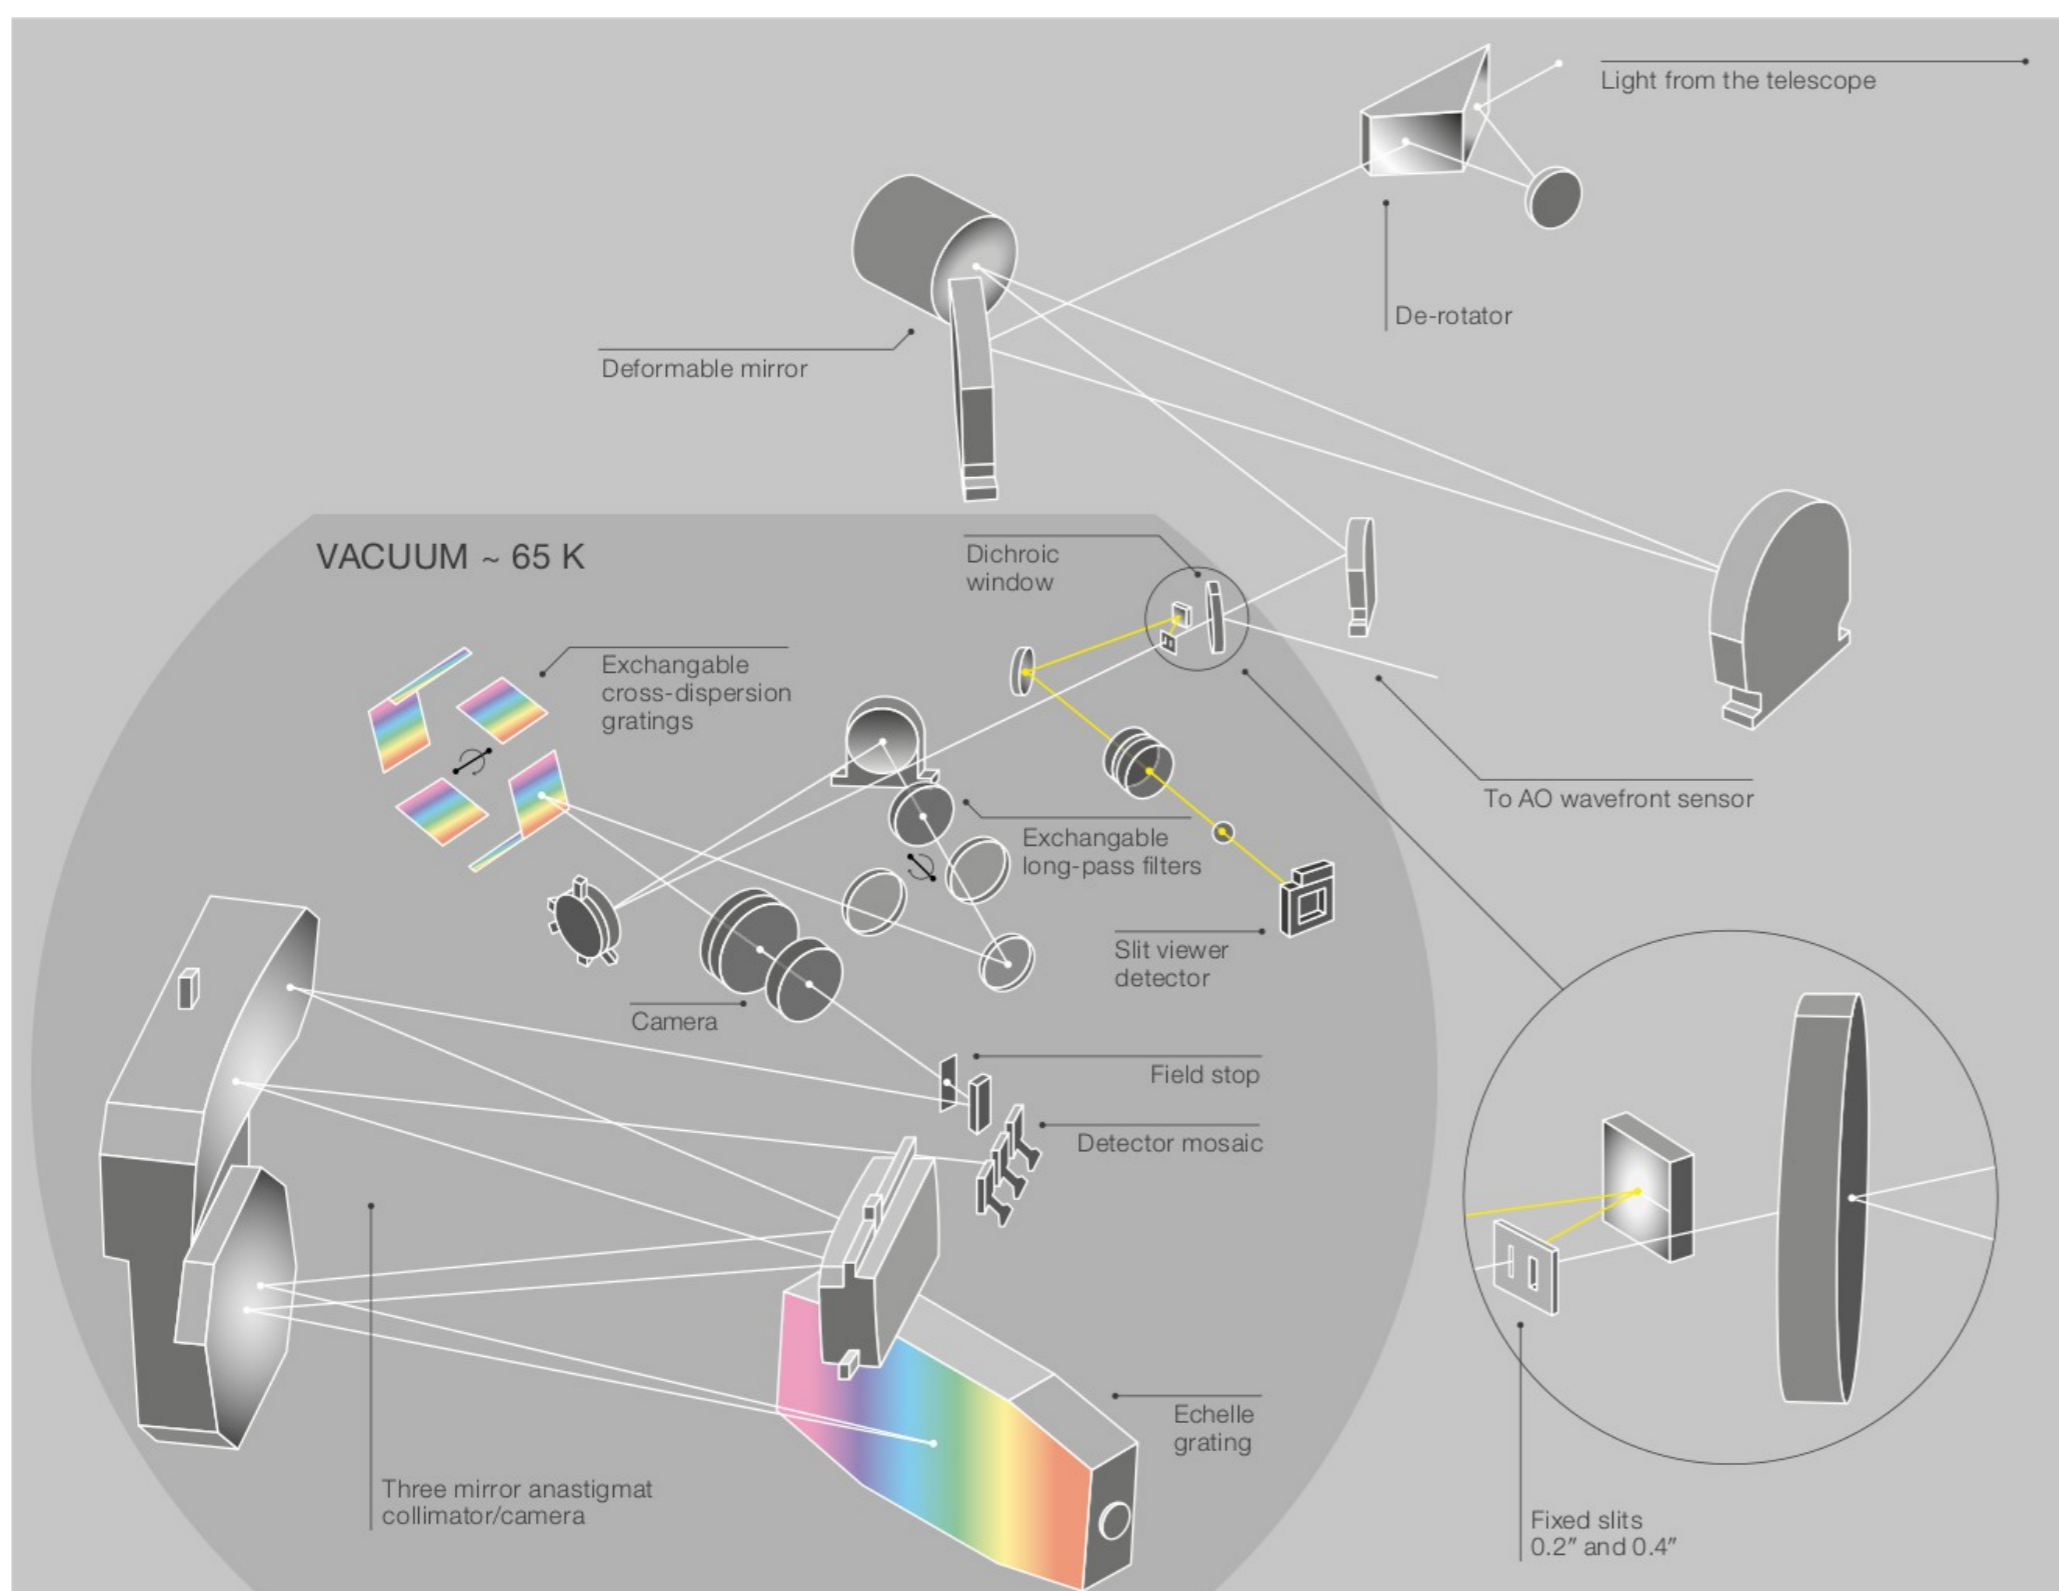 Light from the telescope
De-rotator
Deformable mirror
VACUUM ~ 65 K
Dichroic
window
Exchangable
cross-dispersion
gratings
To AO wavefront sensor
Exchangable
long-pass filters
Slit viewer
detector
Camera
Field stop
Detector mosaic
Echelle
grating
Three mirror anastigmat
collimator/camera
Fixed slits
0.2″ and 0.4″